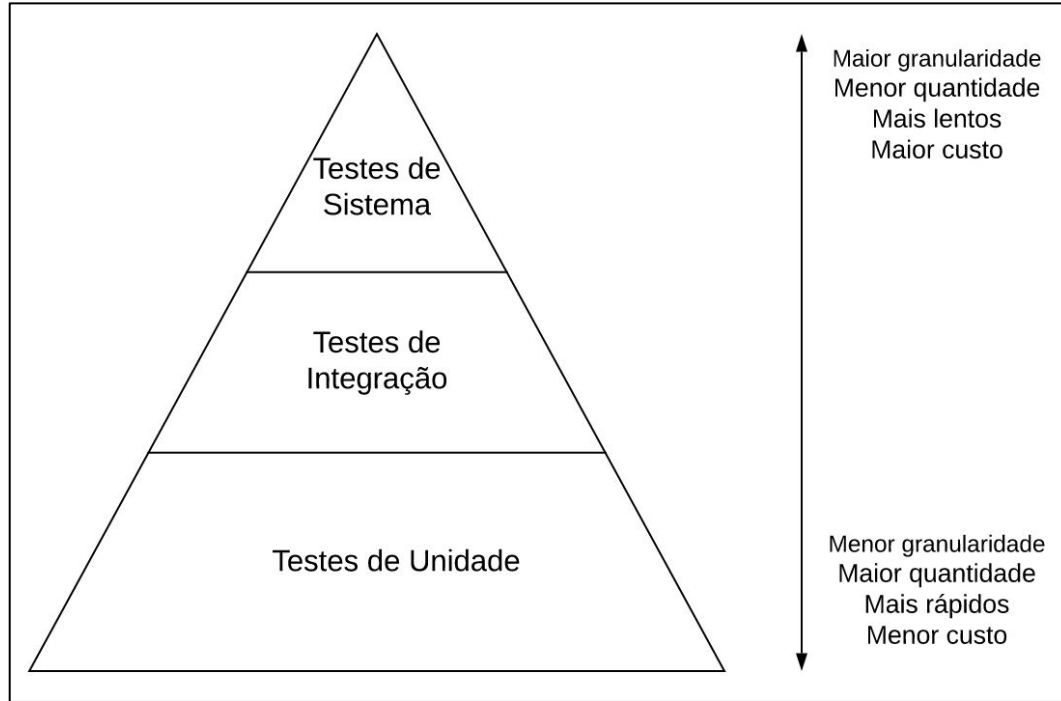 Testes de
Sistema
Testes de
Integração
Testes de Unidade
Maior granularidade
Menor quantidade
Mais lentos
Maior custo
Menor granularidade
Maior quantidade
Mais rápidos
Menor custo